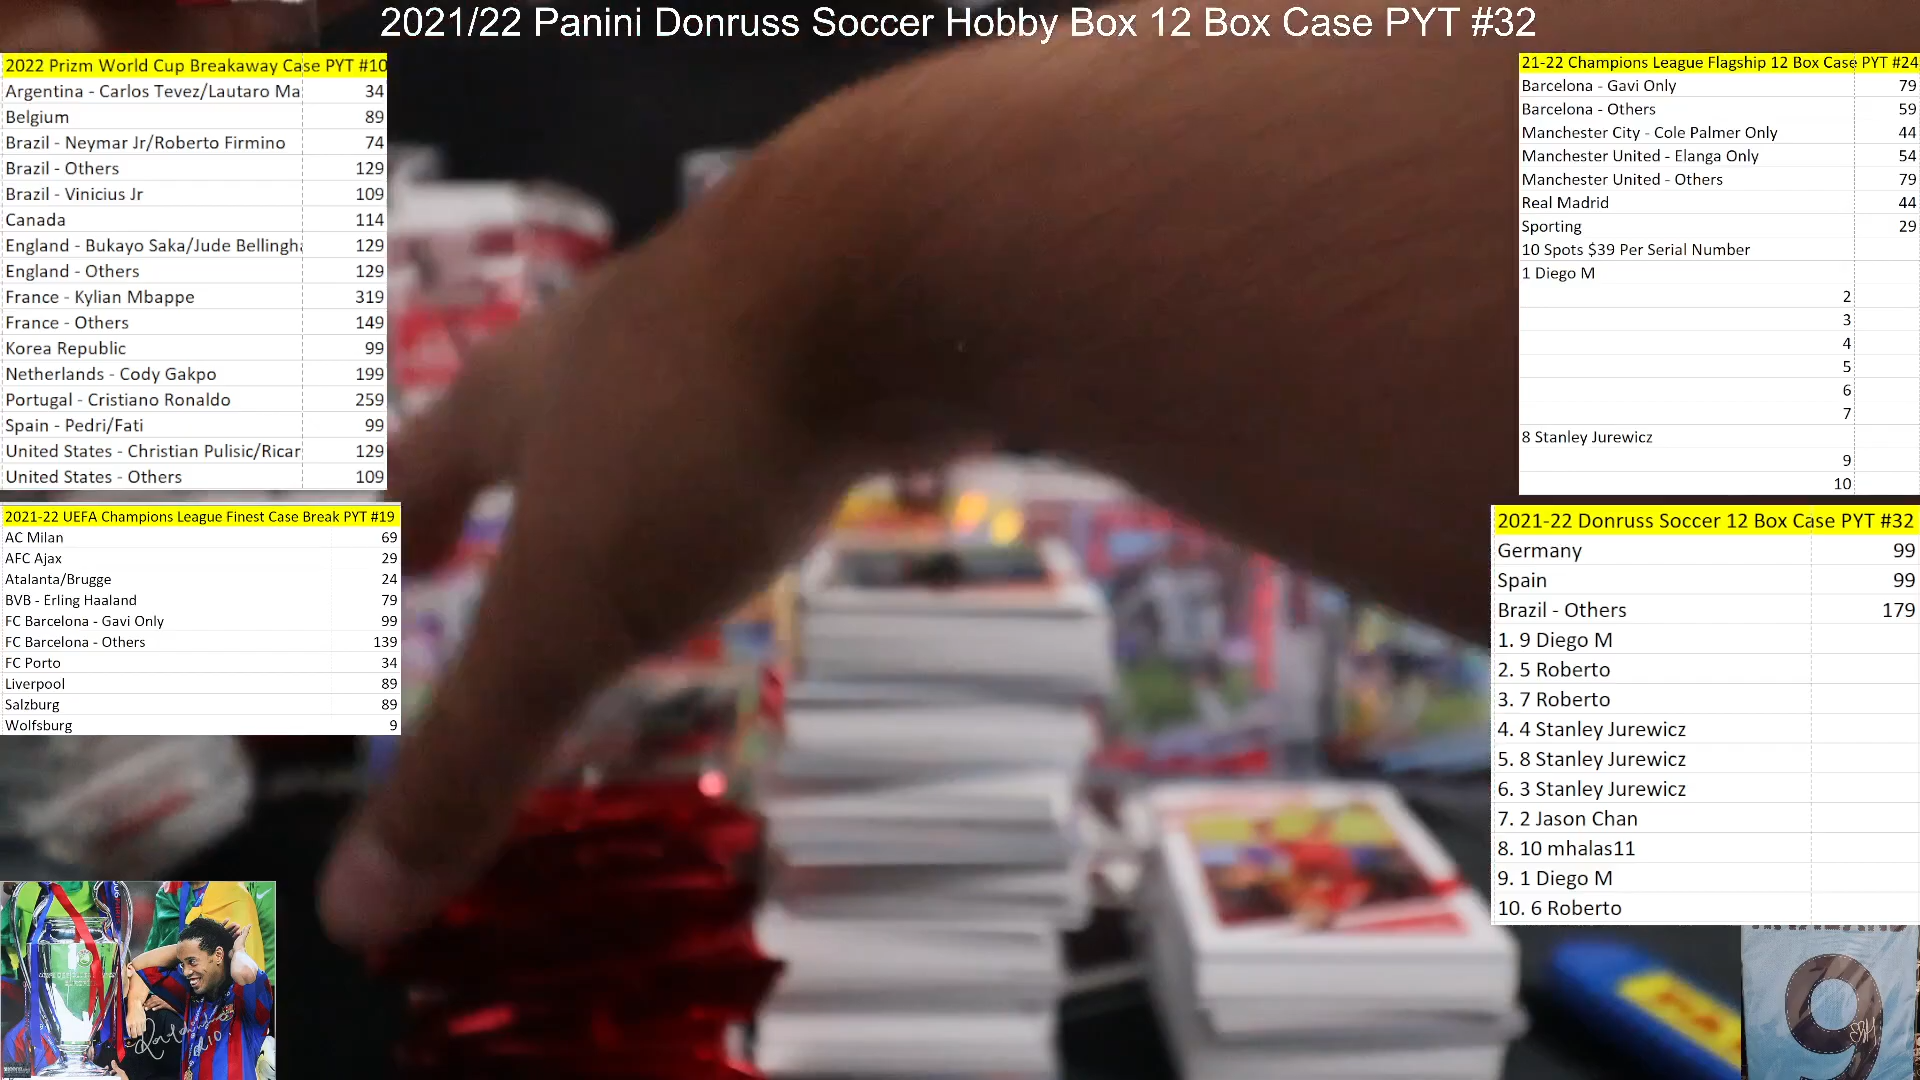 2021/22 Panini Donruss Soccer Hobby Box 12 Box Case PYT #32
2022 Prizm World Cup Breakaway Case PYT #10
Argentina - Carlos Tevez/Lautaro Ma 34
Belgium 89
Brazil - Neymar Jr/Roberto Firmino 74
Brazil - Others 129
Brazil - Vinicius Jr 109
Canada 114
England - Bukayo Saka/Jude Bellingh 129
England - Others 129
France - Kylian Mbappe 319
France - Others 149
Korea Republic 99
Netherlands - Cody Gakpo 199
Portugal - Cristiano Ronaldo 259
Spain - Pedri/Fati 99
United States - Christian Pulisic/Ricar 129
United States - Others 109
2021-22 UEFA Champions League Finest Case Break PYT #19
AC Milan 69
AFC Ajax 29
Atalanta/Brugge 24
BVB - Erling Haaland 79
FC Barcelona - Gavi Only 99
FC Barcelona - Others 139
FC Porto 34
Liverpool 89
Salzburg 89
Wolfsburg 9
21-22 Champions League Flagship 12 Box Case PYT #24
Barcelona - Gavi Only 79
Barcelona - Others 59
Manchester City - Cole Palmer Only 44
Manchester United - Elanga Only 54
Manchester United - Others 79
Real Madrid 44
Sporting 29
10 Spots $39 Per Serial Number
1 Diego M
2
3
4
5
6
7
8 Stanley Jurewicz
9
10
2021-22 Donruss Soccer 12 Box Case PYT #32
Germany 99
Spain 99
Brazil - Others 179
1. 9 Diego M
2. 5 Roberto
3. 7 Roberto
4. 4 Stanley Jurewicz
5. 8 Stanley Jurewicz
6. 3 Stanley Jurewicz
7. 2 Jason Chan
8. 10 mhalas11
9. 1 Diego M
10. 6 Roberto
9